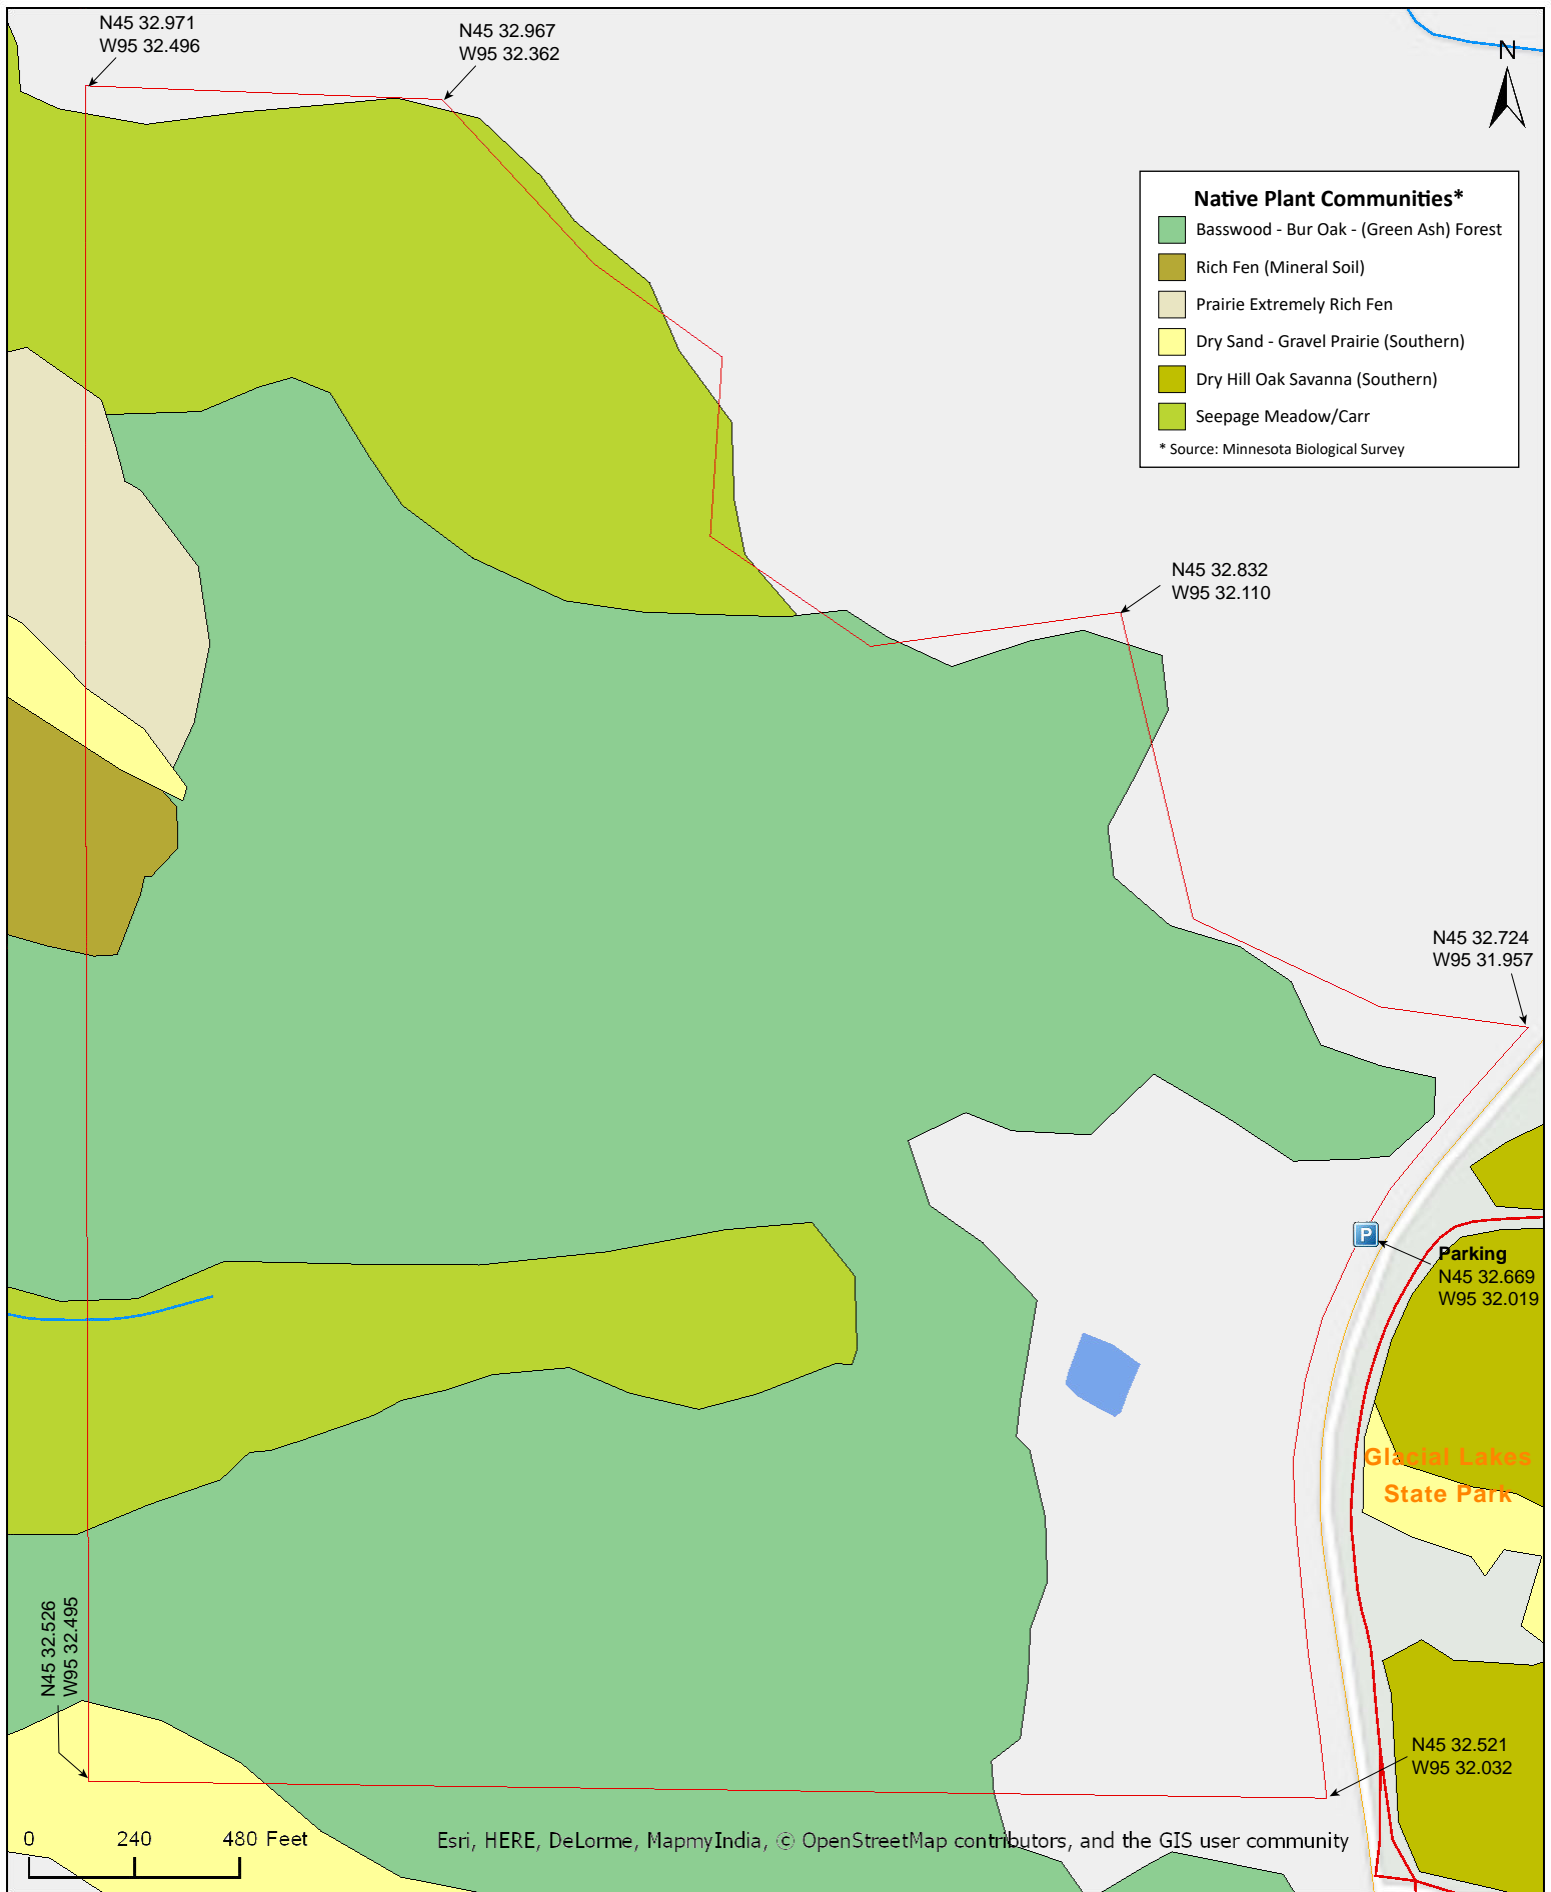 N45 32.971
W95 32.496
N45 32.967
W95 32.362
N
Native Plant Communities*
Basswood - Bur Oak - (Green Ash) Forest
Rich Fen (Mineral Soil)
Prairie Extremely Rich Fen
Dry Sand - Gravel Prairie (Southern)
Dry Hill Oak Savanna (Southern)
Seepage Meadow/Carr
* Source: Minnesota Biological Survey
N45 32.832
W95 32.110
N45 32.724
W95 31.957
P
Parking
N45 32.669
W95 32.019
Glacial Lakes
State Park
N45 32.526
W95 32.495
N45 32.521
W95 32.032
0 240 480 Feet
Esri, HERE, DeLorme, MapmyIndia, © OpenStreetMap contributors, and the GIS user community